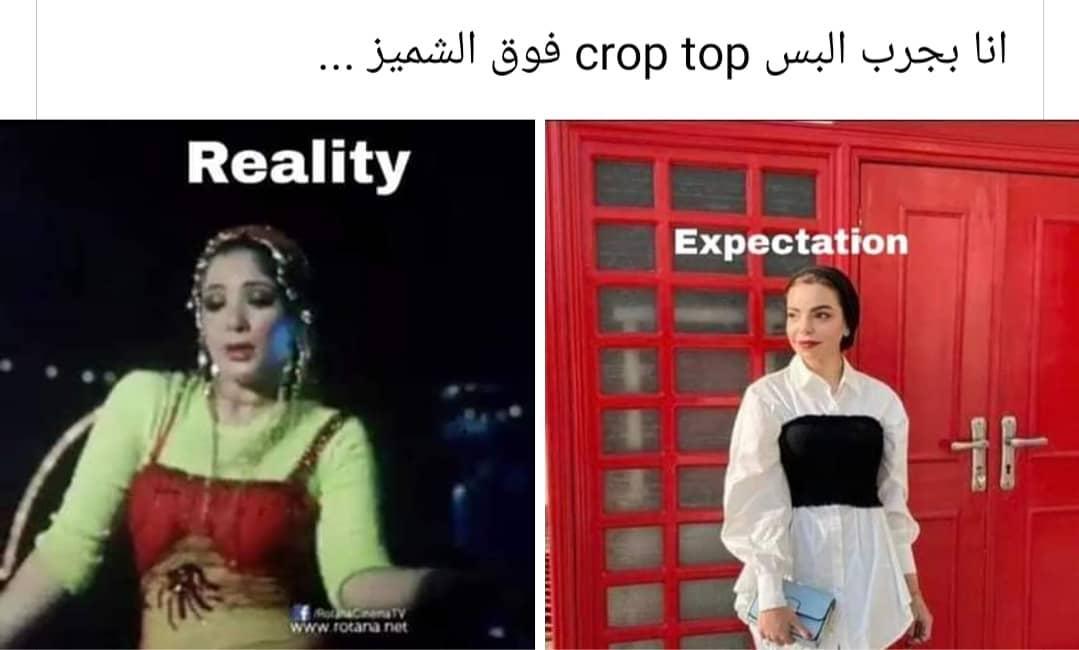 انا بجرب البس crop top فوق الشميز ...
Reality
Expectation
/RotanaCinemaTV
www.rotana.net